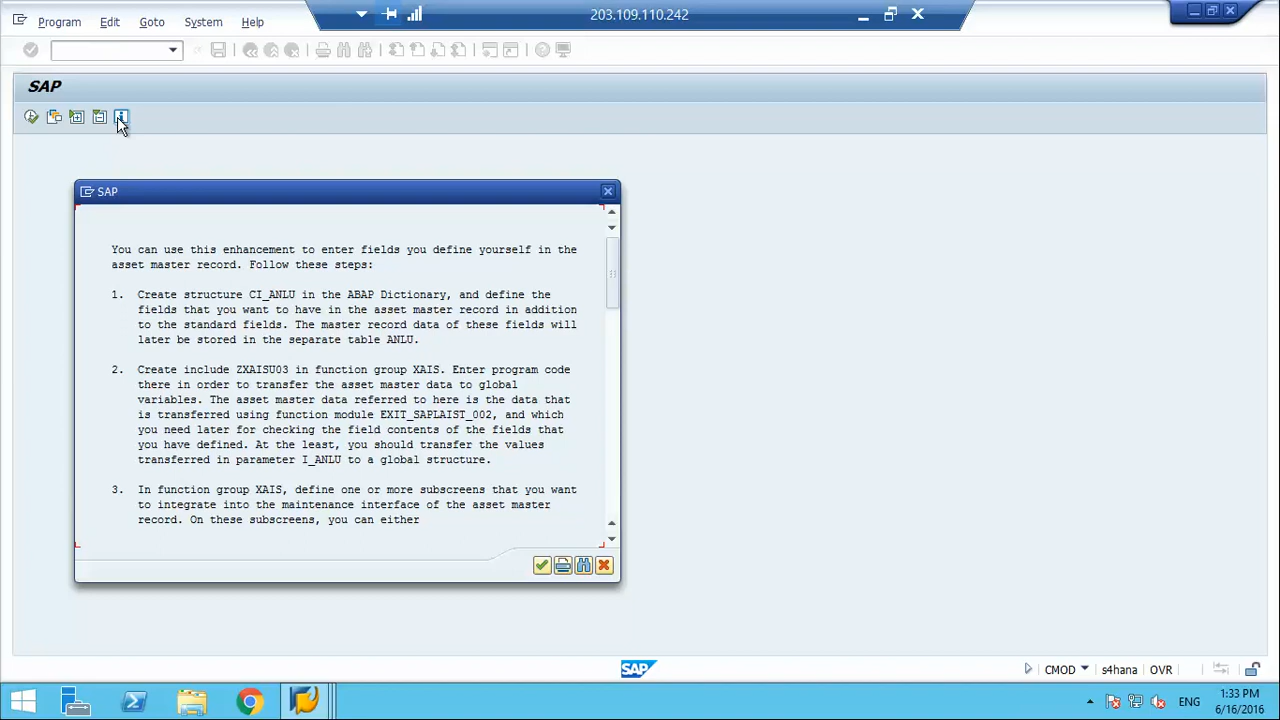 203.109.110.242
Program Edit Goto System Help
SAP
SAP
You can use this enhancement to enter fields you define yourself in the
asset master record. Follow these steps:
1. Create structure CI_ANLU in the ABAP Dictionary, and define the
fields that you want to have in the asset master record in addition
to the standard fields. The master record data of these fields will
later be stored in the separate table ANLU.
2. Create include ZXAISU03 in function group XAIS. Enter program code
there in order to transfer the asset master data to global
variables. The asset master data referred to here is the data that
is transferred using function module EXIT_SAPLAIST_002, and which
you need later for checking the field contents of the fields that
you have defined. At the least, you should transfer the values
transferred in parameter I_ANLU to a global structure.
3. In function group XAIS, define one or more subscreens that you want
to integrate into the maintenance interface of the asset master
record. On these subscreens, you can either
SAP
CMOD s4hana OVR
ENG
1:33 PM
6/16/2016